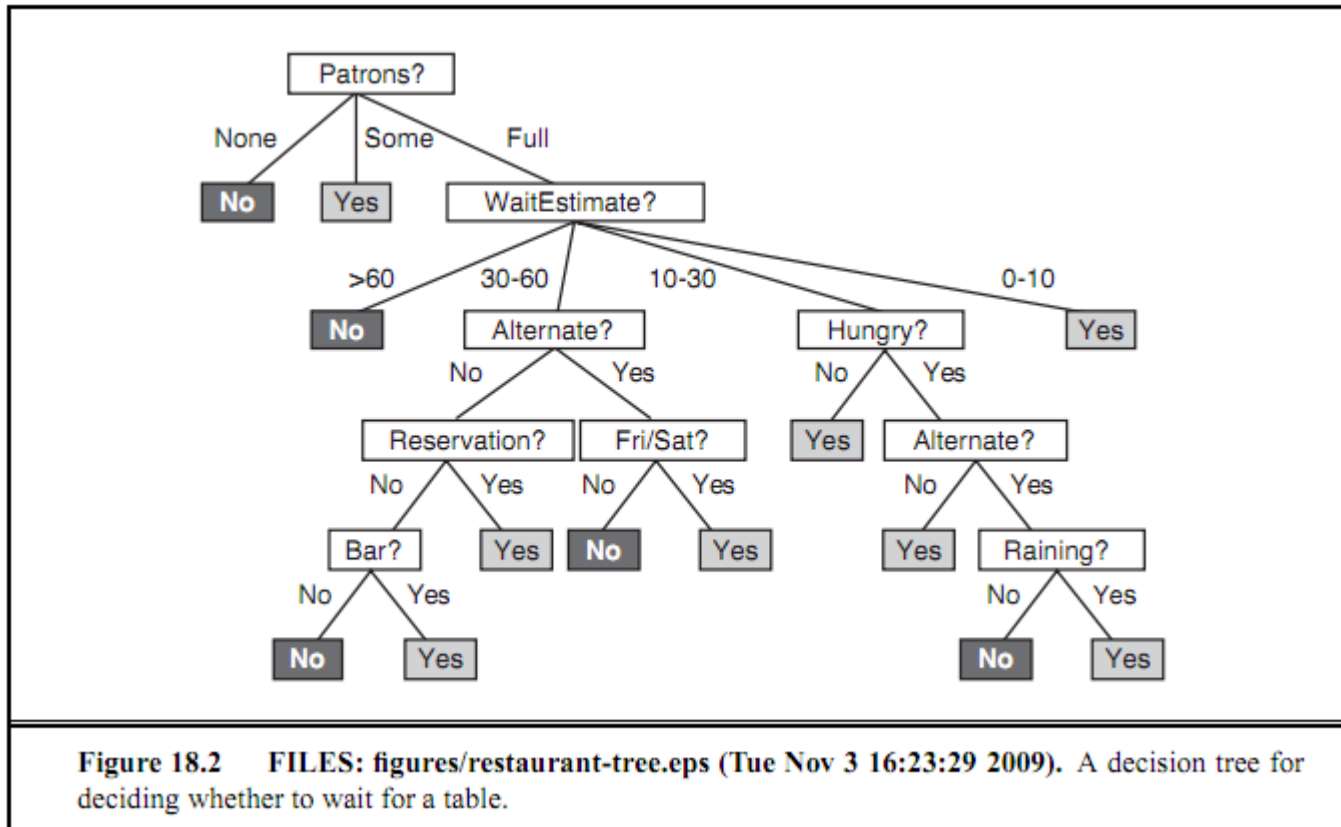 Patrons?
None Some Full
No Yes WaitEstimate?
>60 30-60 10-30 0-10
No Alternate? Hungry? Yes
No Yes No Yes
Reservation? Fri/Sat? Yes Alternate?
No Yes No Yes No Yes
Bar? Yes No Yes Yes Raining?
No Yes No Yes
No Yes No Yes
Figure 18.2 FILES: figures/restaurant-tree.eps (Tue Nov 3 16:23:29 2009). A decision tree for
deciding whether to wait for a table.